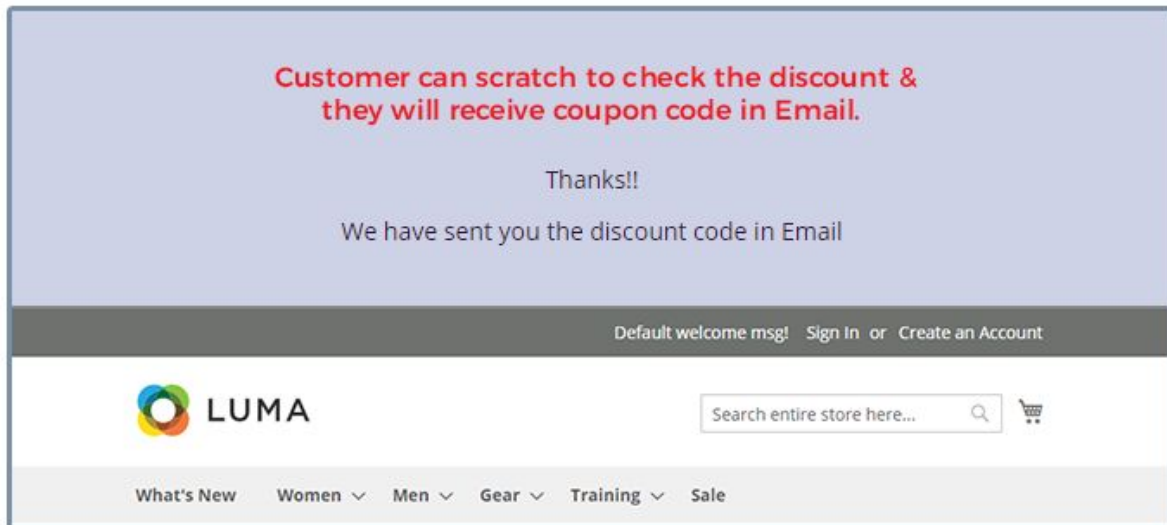 Customer can scratch to check the discount &
they will receive coupon code in Email.
Thanks!!
We have sent you the discount code in Email
Default welcome msg! Sign In or Create an Account
LUMA
Search entire store here...
What's New Women Men Gear Training Sale